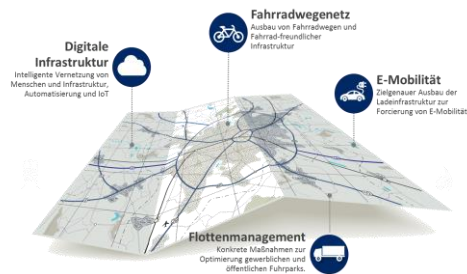 Fahrradwegenetz
Ausbau von Fahrradwegen und
Fahrrad-freundlicher
Infrastruktur
Digitale
Infrastruktur
Intelligente Vernetzung von
Menschen und Infrastruktur,
Automatisierung und IoT
E-Mobilität
Zielgenauer Ausbau der
Ladeinfrastruktur zur
Forcierung von E-Mobilität
Flottenmanagement
Konkrete Maßnahmen zur
Optimierung gewerblichen und
öffentlichen Fuhrparks.